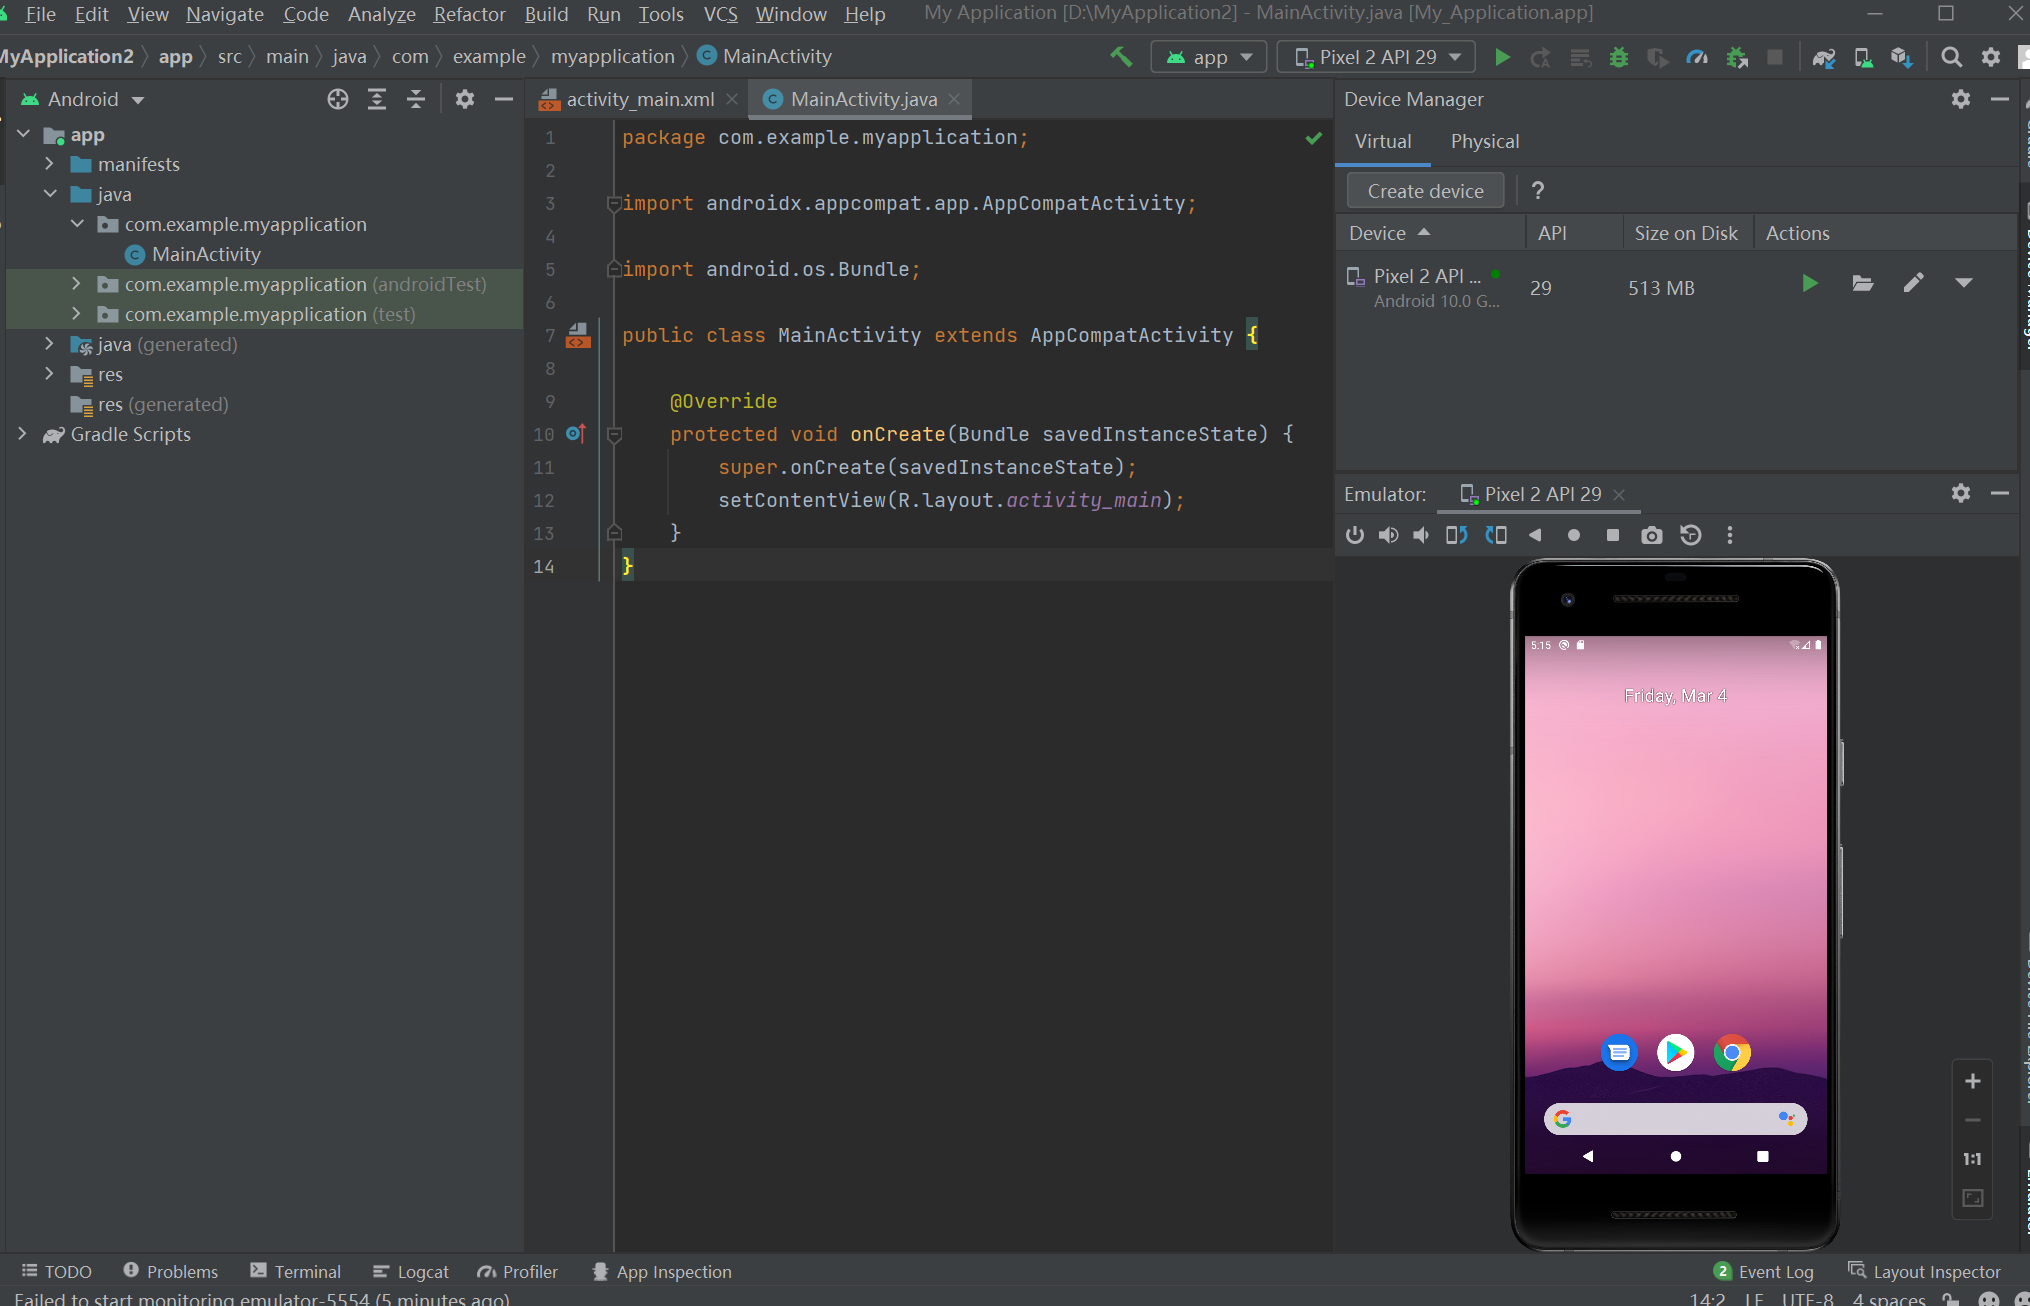 File Edit View Navigate Code Analyze Refactor Build Run Tools VCS Window Help My Application [D:\MyApplication2] - MainActivity.java [My_Application.app]
MyApplication2 app src main java com example myapplication MainActivity
app Pixel 2 API 29
Android
app
manifests
java
com.example.myapplication
MainActivity
com.example.myapplication (androidTest)
com.example.myapplication (test)
java (generated)
res
res (generated)
Gradle Scripts
activity_main.xml MainActivity.java
1 package com.example.myapplication;
2
3 import androidx.appcompat.app.AppCompatActivity;
4
5 import android.os.Bundle;
6
7 public class MainActivity extends AppCompatActivity {
8
9 @Override
10 protected void onCreate(Bundle savedInstanceState) {
11 super.onCreate(savedInstanceState);
12 setContentView(R.layout.activity_main);
13 }
14 }
Device Manager
Virtual Physical
Create device ?
Device API Size on Disk Actions
Pixel 2 API ... 29 513 MB
Android 10.0 G...
Emulator: Pixel 2 API 29
5:15
Friday, Mar 4
1:1
TODO Problems Terminal Logcat Profiler App Inspection 2 Event Log Layout Inspector
Failed to start monitoring emulator-5554 (5 minutes ago) 14:2 LF UTF-8 4 spaces